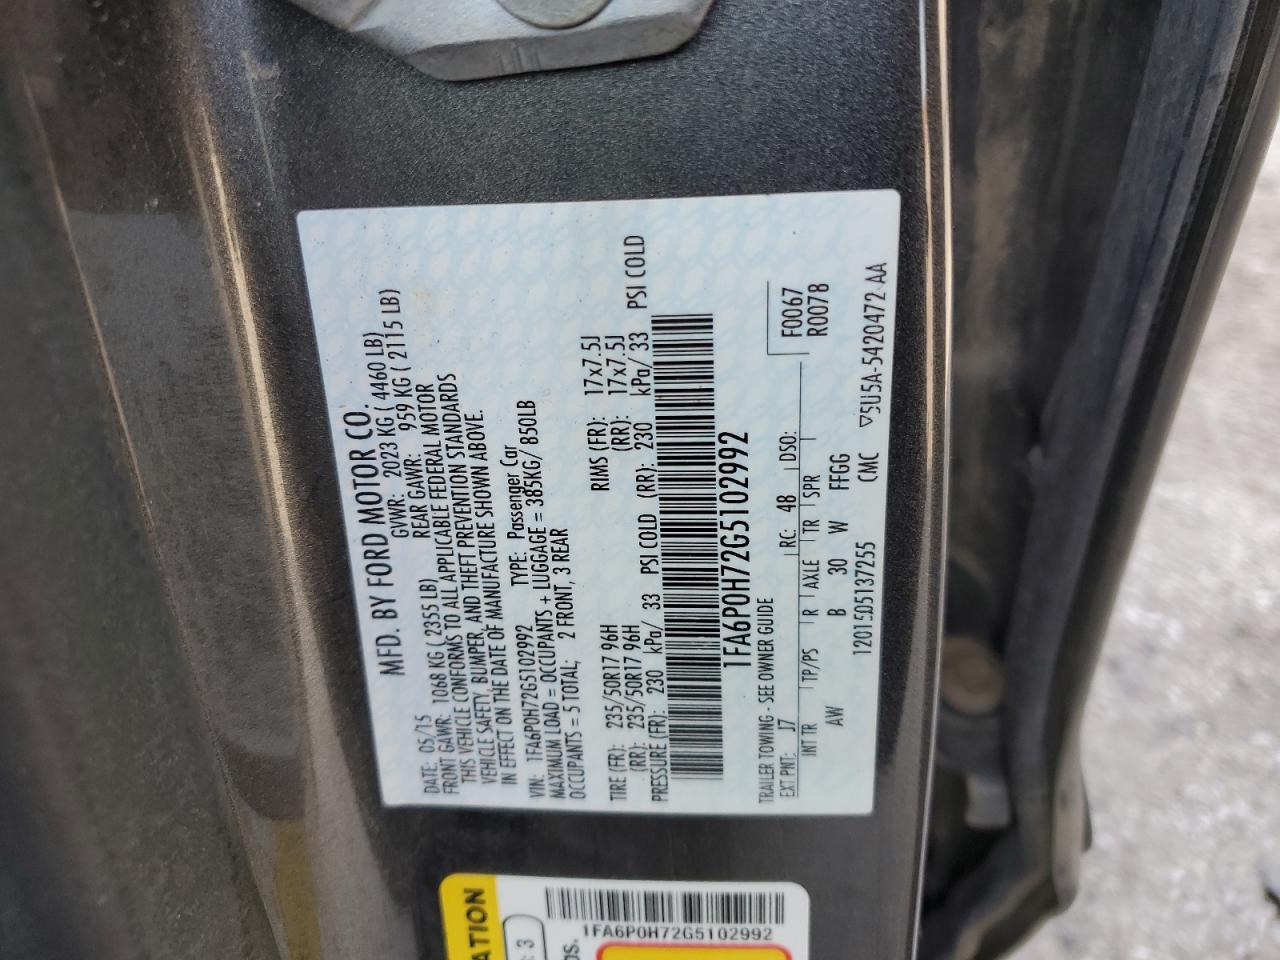 MFD. BY FORD MOTOR CO.
DATE: 05/15 GVWR: 2023 KG ( 4460 LB)
FRONT GAWR: 1068 KG ( 2355 LB) REAR GAWR: 959 KG ( 2115 LB)
THIS VEHICLE CONFORMS TO ALL APPLICABLE FEDERAL MOTOR
VEHICLE SAFETY, BUMPER, AND THEFT PREVENTION STANDARDS
IN EFFECT ON THE DATE OF MANUFACTURE SHOWN ABOVE.
VIN: 1FA6P0H72G5102992 TYPE: Passenger Car
MAXIMUM LOAD = OCCUPANTS + LUGGAGE = 385KG/ 850LB
OCCUPANTS = 5 TOTAL; 2 FRONT, 3 REAR
TIRE (FR): 235/50R17 96H RIMS (FR): 17x7.5J
(RR): 235/50R17 96H (RR): 17x7.5J
PRESSURE (FR): 230 kPa/ 33 PSI COLD (RR): 230 kPa/ 33 PSI COLD
1FA6P0H72G5102992
TRAILER TOWING - SEE OWNER GUIDE
F0067
R0078
EXT PNT: J7 RC: 48 DSO:
INT TR TP/PS R AXLE TR SPR
AW B 30 W FFGG
12015D5137255 CMC ▽5U5A-5420472-AA
ATION
: 3
OS.
1FA6P0H72G5102992